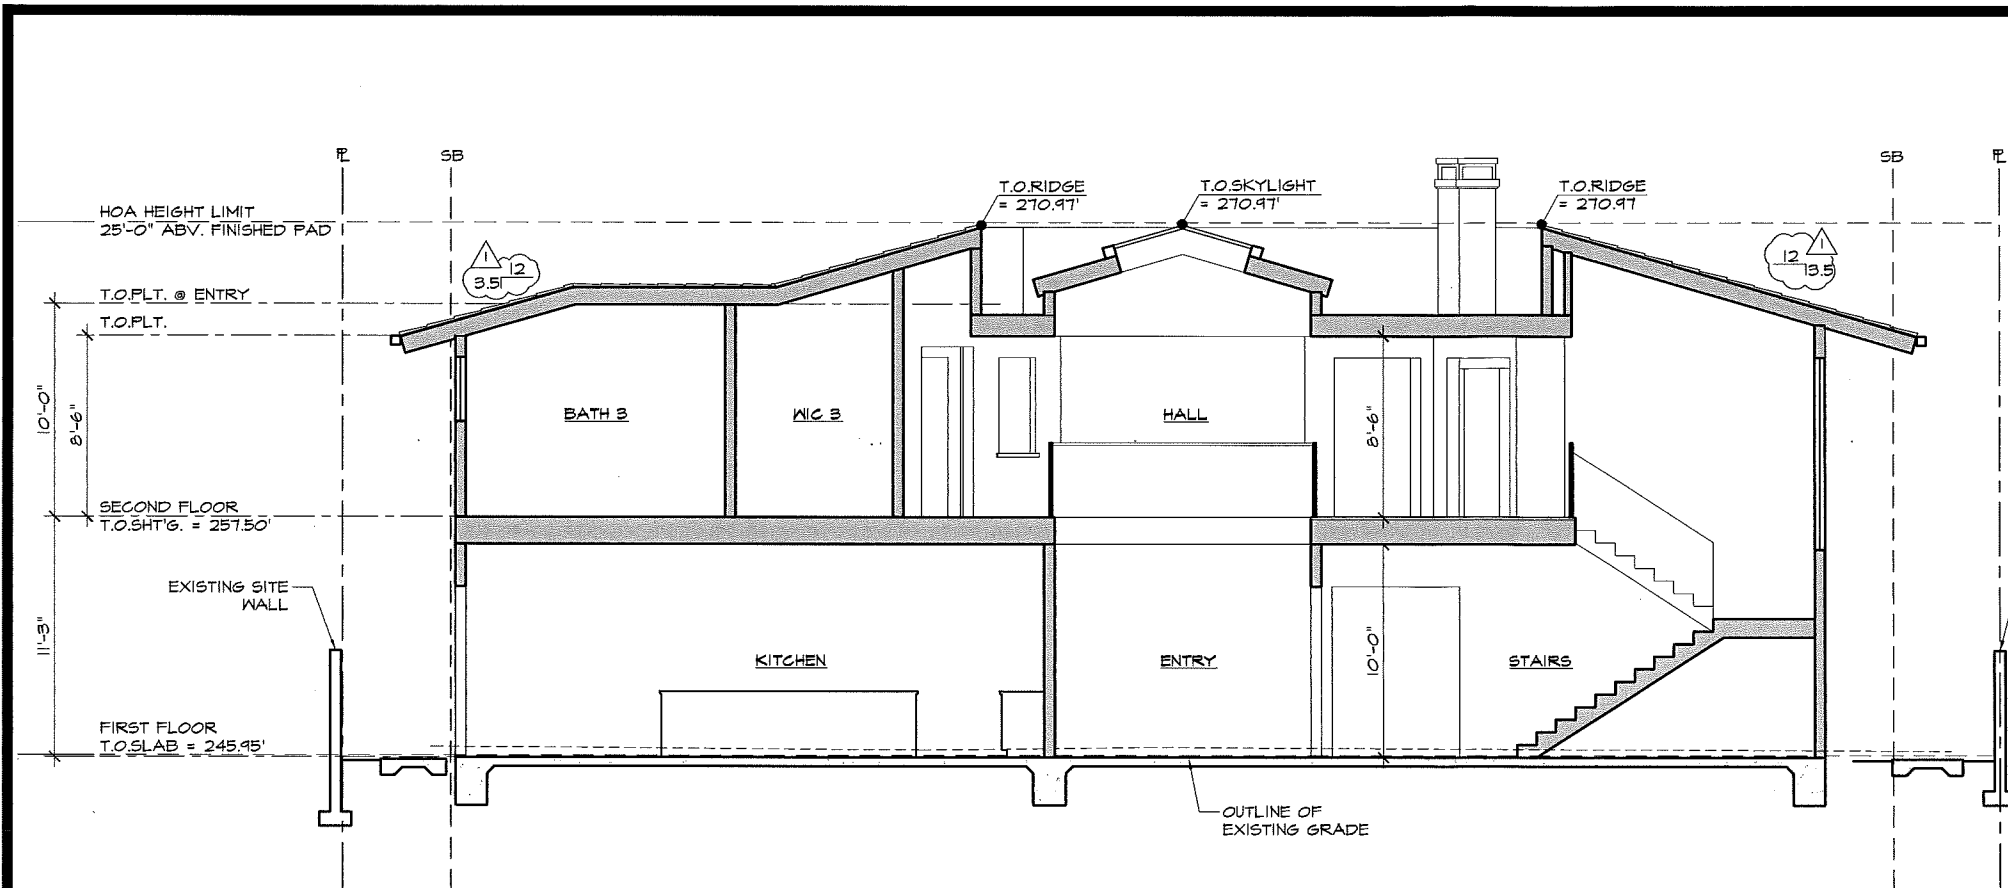 PL
SB
SB
PL
T.O.RIDGE
= 270.97'
T.O.SKYLIGHT
= 270.97'
T.O.RIDGE
= 270.97
HOA HEIGHT LIMIT
25'-0" ABV. FINISHED PAD
1
12
3.5
1
12
3.5
T.O.PLT. @ ENTRY
T.O.PLT.
10'-0"
8'-6"
BATH 3
WIC 3
HALL
8'-6"
SECOND FLOOR
T.O.SHT'G. = 257.50'
EXISTING SITE
WALL
11'-3"
KITCHEN
ENTRY
10'-0"
STAIRS
FIRST FLOOR
T.O.SLAB = 245.95'
OUTLINE OF
EXISTING GRADE